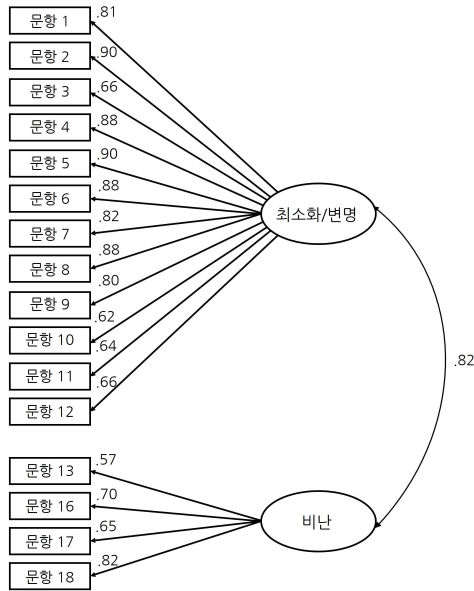 문항 1
.81
문항 2
.90
문항 3
.66
문항 4
.88
문항 5
.90
문항 6
.88
문항 7
.82
문항 8
.88
문항 9
.80
문항 10
.62
문항 11
.64
문항 12
.66
최소화/변명
.82
문항 13
.57
문항 16
.70
문항 17
.65
문항 18
.82
비난